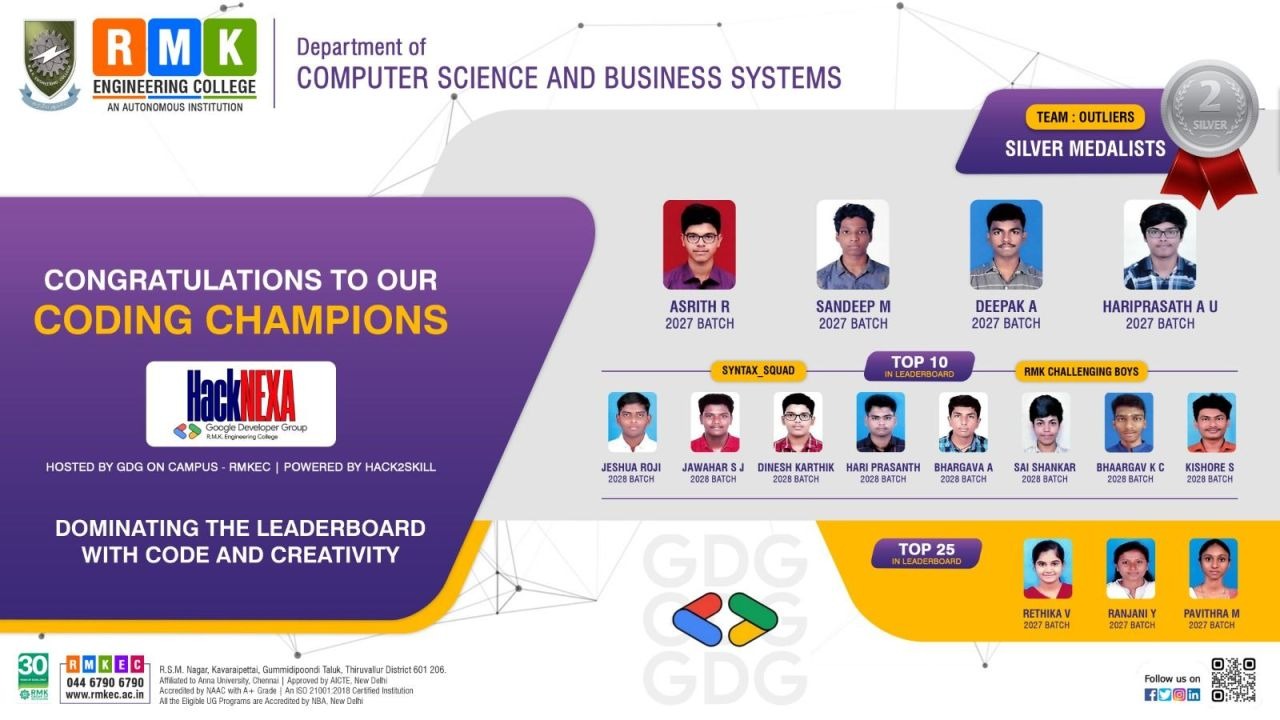 RMK
ENGINEERING COLLEGE
AN AUTONOMOUS INSTITUTION
Department of
COMPUTER SCIENCE AND BUSINESS SYSTEMS
TEAM : OUTLIERS
SILVER MEDALISTS
2
SILVER
CONGRATULATIONS TO OUR
CODING CHAMPIONS
HackNEXA
Google Developer Group
R.M.K. Engineering College
HOSTED BY GDG ON CAMPUS - RMKEC | POWERED BY HACK2SKILL
DOMINATING THE LEADERBOARD
WITH CODE AND CREATIVITY
ASRITH R
2027 BATCH
SANDEEP M
2027 BATCH
DEEPAK A
2027 BATCH
HARIPRASATH A U
2027 BATCH
SYNTAX_SQUAD
TOP 10
IN LEADERBOARD
RMK CHALLENGING BOYS
JESHUA ROJI
2028 BATCH
JAWAHAR S J
2028 BATCH
DINESH KARTHIK
2028 BATCH
HARI PRASANTH
2028 BATCH
BHARGAVA A
2028 BATCH
SAI SHANKAR
2028 BATCH
BHAARGAV K C
2028 BATCH
KISHORE S
2028 BATCH
TOP 25
IN LEADERBOARD
RETHIKA V
2027 BATCH
RANJANI Y
2027 BATCH
PAVITHRA M
2027 BATCH
GDG
GDG
GDG
30
RMK
RMKEC
044 6790 6790
www.rmkec.ac.in
R.S.M. Nagar, Kavaraipettai, Gummidipoondi Taluk, Thiruvallur District 601 206.
Affiliated to Anna University, Chennai | Approved by AICTE, New Delhi
Accredited by NAAC with A+ Grade | An ISO 21001:2018 Certified Institution
All the Eligible UG Programs are Accredited by NBA, New Delhi
Follow us on